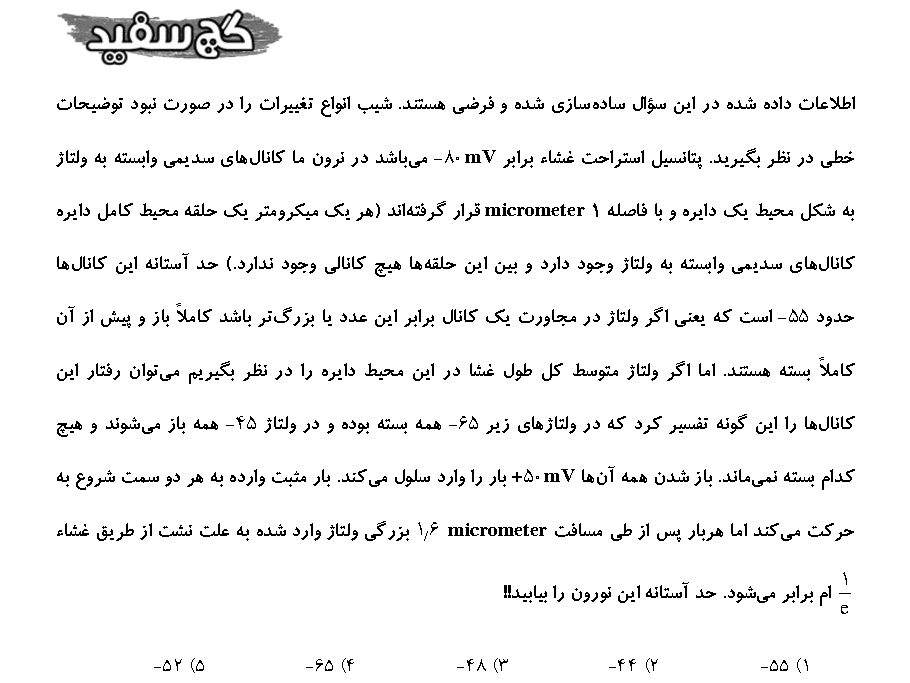 گچ سفید
اطلاعات داده شده در این سؤال ساده‌سازی شده و فرضی هستند. شیب انواع تغییرات را در صورت نبود توضیحات
خطی در نظر بگیرید. پتانسیل استراحت غشاء برابر ۸۰ mV- می‌باشد در نرون ما کانال‌های سدیمی وابسته به ولتاژ
به شکل محیط یک دایره و با فاصله ۱ micrometer قرار گرفته‌اند (هر یک میکرومتر یک حلقه محیط کامل دایره
کانال‌های سدیمی وابسته به ولتاژ وجود دارد و بین این حلقه‌ها هیچ کانالی وجود ندارد.) حد آستانه این کانال‌ها
حدود ۵۵- است که یعنی اگر ولتاژ در مجاورت یک کانال برابر این عدد یا بزرگ‌تر باشد کاملاً باز و پیش از آن
کاملاً بسته هستند. اما اگر ولتاژ متوسط کل طول غشا در این محیط دایره را در نظر بگیریم می‌توان رفتار این
کانال‌ها را این گونه تفسیر کرد که در ولتاژهای زیر ۶۵- همه بسته بوده و در ولتاژ ۴۵- همه باز می‌شوند و هیچ
کدام بسته نمی‌ماند. باز شدن همه آن‌ها ۵۰mV+ بار را وارد سلول می‌کند. بار مثبت وارده به هر دو سمت شروع به
حرکت می‌کند اما هربار پس از طی مسافت ۱٫۶ micrometer بزرگی ولتاژ وارد شده به علت نشت از طریق غشاء
۱/e ام برابر می‌شود. حد آستانه این نورون را بیابید!!
۱) ۵۵- ۲) ۴۴- ۳) ۴۸- ۴) ۶۵- ۵) ۵۲-